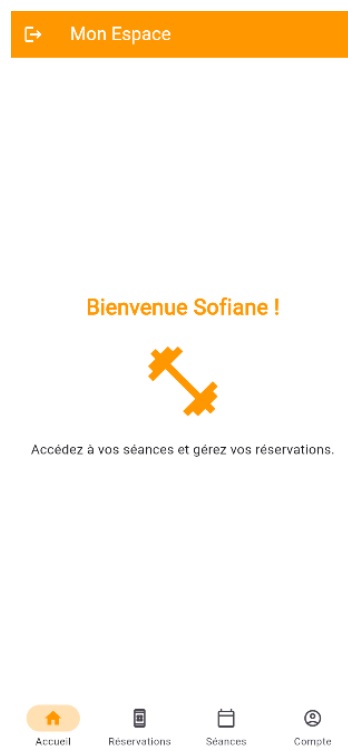 Mon Espace
Bienvenue Sofiane !
Accédez à vos séances et gérez vos réservations.
Accueil
Réservations
Séances
Compte